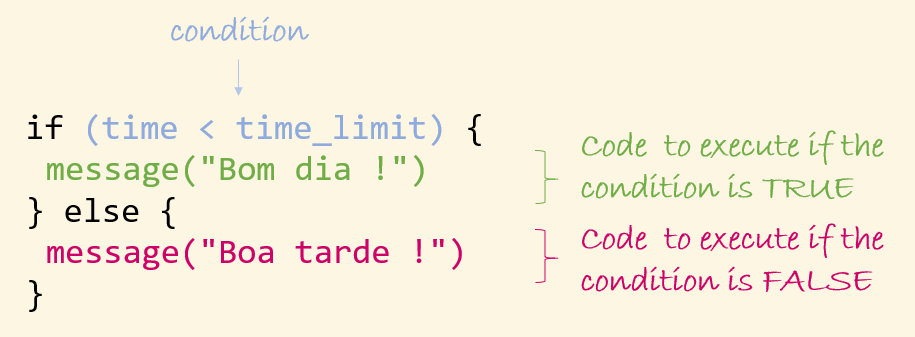 condition
if (time < time_limit) {
message("Bom dia !")
} else {
message("Boa tarde !")
}
Code to execute if the
condition is TRUE
Code to execute if the
condition is FALSE